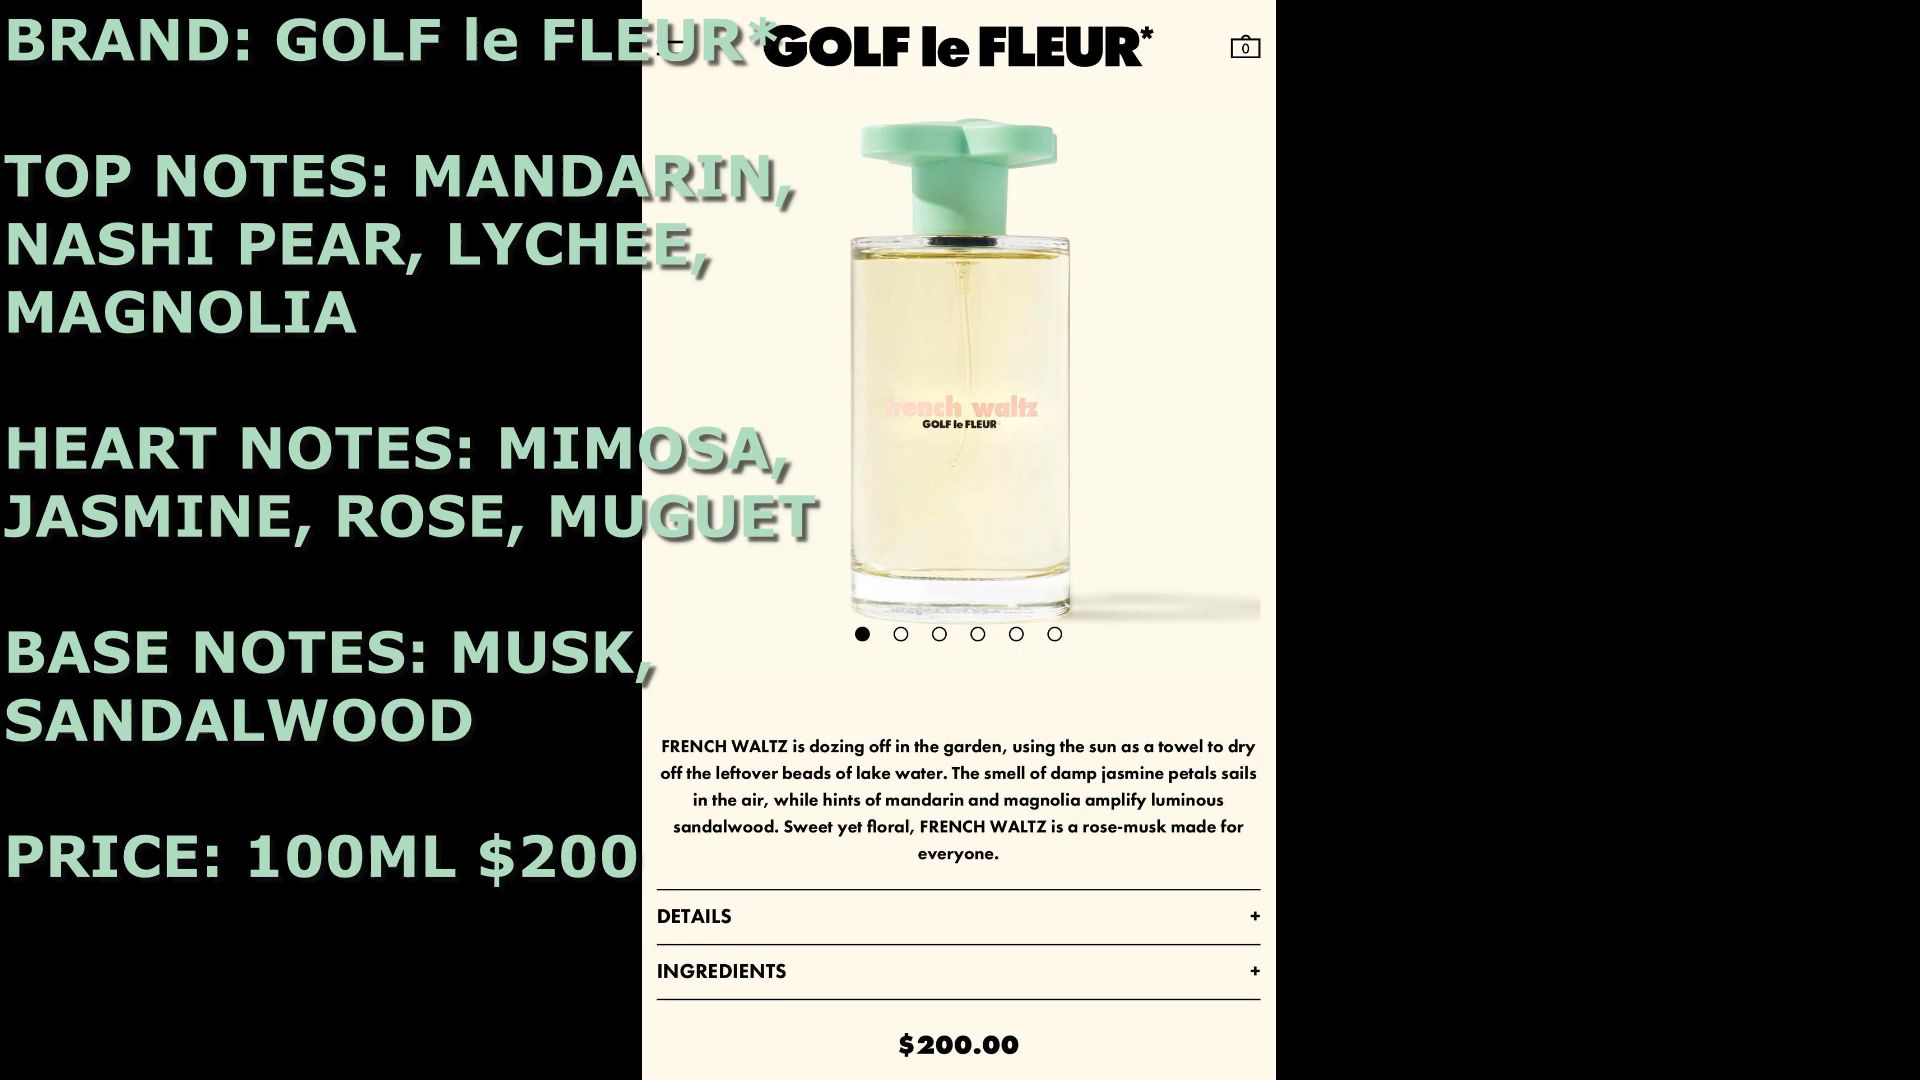 BRAND: GOLF le FLEUR*
TOP NOTES: MANDARIN,
NASHI PEAR, LYCHEE,
MAGNOLIA
HEART NOTES: MIMOSA,
JASMINE, ROSE, MUGUET
BASE NOTES: MUSK,
SANDALWOOD
PRICE: 100ML $200
GOLF le FLEUR*
0
french waltz
GOLF le FLEUR*
FRENCH WALTZ is dozing off in the garden, using the sun as a towel to dry
off the leftover beads of lake water. The smell of damp jasmine petals sails
in the air, while hints of mandarin and magnolia amplify luminous
sandalwood. Sweet yet floral, FRENCH WALTZ is a rose-musk made for
everyone.
DETAILS +
INGREDIENTS +
$200.00